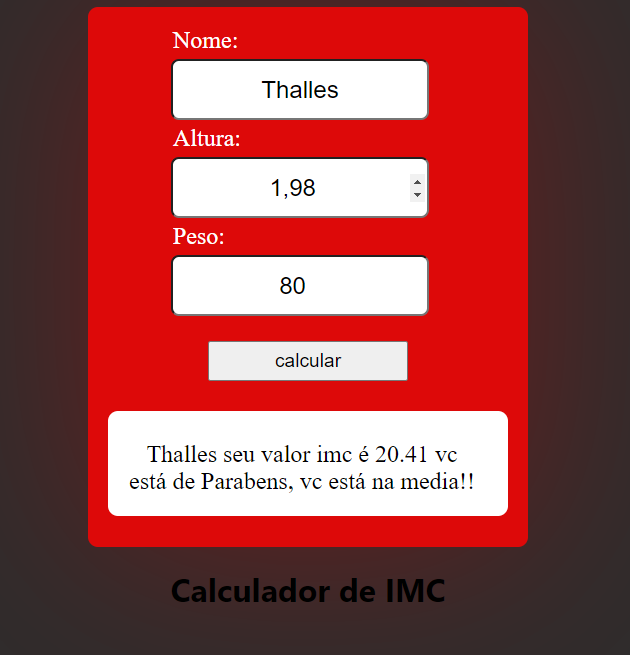 Nome:
Thalles
Altura:
1,98
Peso:
80
calcular
Thalles seu valor imc é 20.41 vc
está de Parabens, vc está na media!!
Calculador de IMC